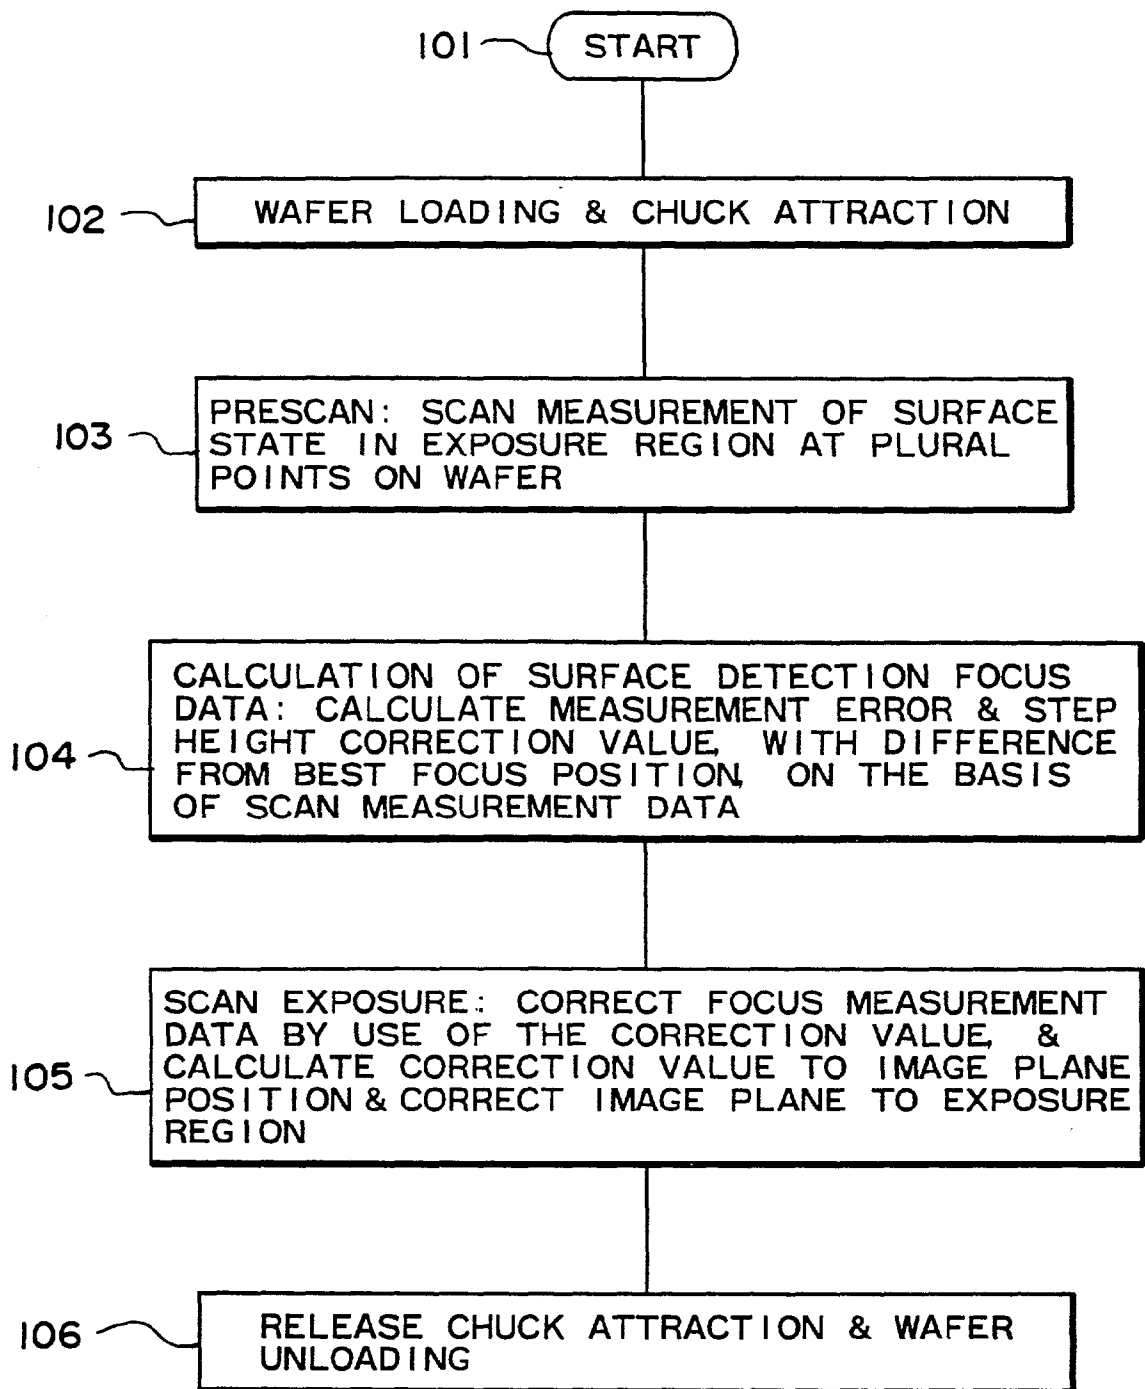 101
START
102
WAFER LOADING & CHUCK ATTRACTION
103
PRESCAN: SCAN MEASUREMENT OF SURFACE
STATE IN EXPOSURE REGION AT PLURAL
POINTS ON WAFER
104
CALCULATION OF SURFACE DETECTION FOCUS
DATA: CALCULATE MEASUREMENT ERROR & STEP
HEIGHT CORRECTION VALUE, WITH DIFFERENCE
FROM BEST FOCUS POSITION, ON THE BASIS
OF SCAN MEASUREMENT DATA
105
SCAN EXPOSURE: CORRECT FOCUS MEASUREMENT
DATA BY USE OF THE CORRECTION VALUE, &
CALCULATE CORRECTION VALUE TO IMAGE PLANE
POSITION & CORRECT IMAGE PLANE TO EXPOSURE
REGION
106
RELEASE CHUCK ATTRACTION & WAFER
UNLOADING